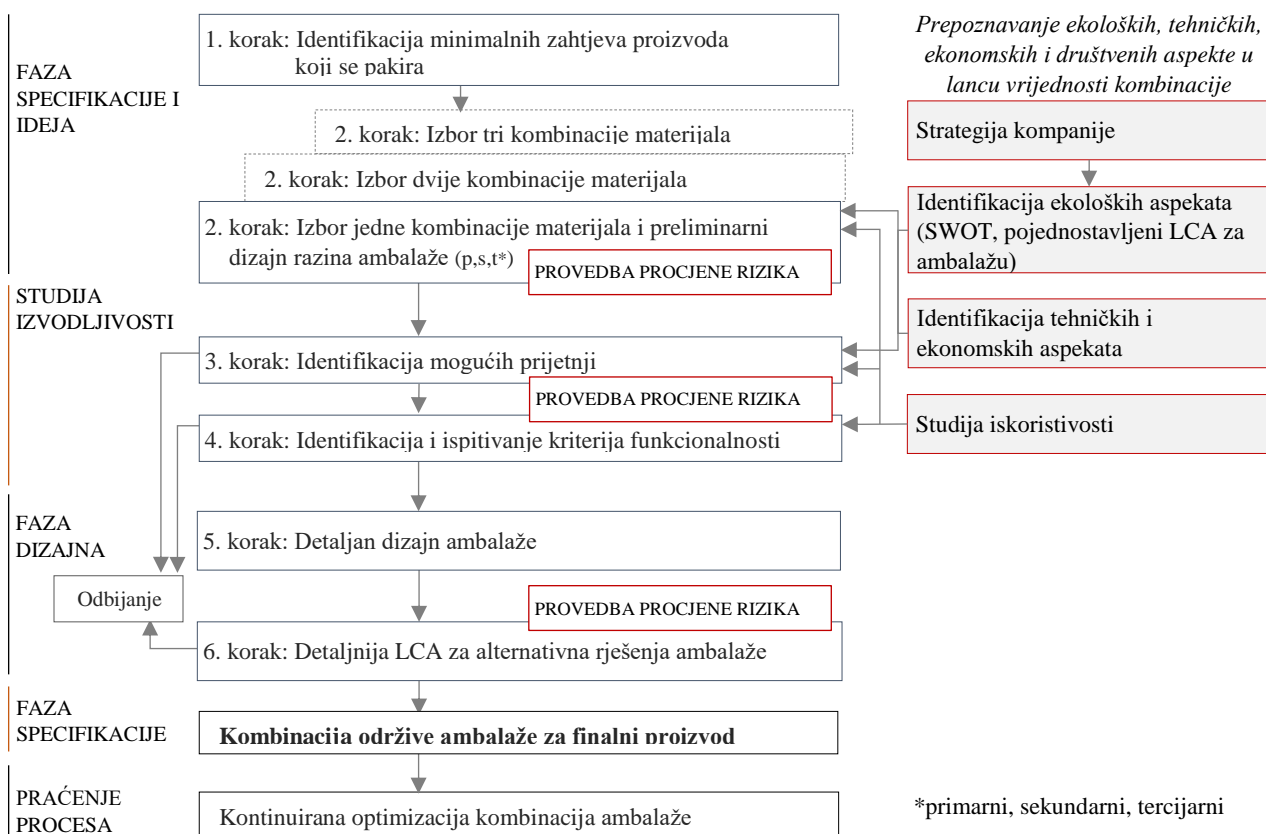 FAZA
SPECIFIKACIJE I
IDEJA
1. korak: Identifikacija minimalnih zahtjeva proizvoda
koji se pakira
2. korak: Izbor tri kombinacije materijala
2. korak: Izbor dvije kombinacije materijala
2. korak: Izbor jedne kombinacije materijala i preliminarni
dizajn razina ambalaže (p,s,t*)
PROVEDBA PROCJENE RIZIKA
Prepoznavanje ekoloških, tehničkih,
ekonomskih i društvenih aspekte u
lancu vrijednosti kombinacije
Strategija kompanije
Identifikacija ekoloških aspekata
(SWOT, pojednostavljeni LCA za
ambalažu)
Identifikacija tehničkih i
ekonomskih aspekata
Studija iskoristivosti
STUDIJA
IZVODLJIVOSTI
3. korak: Identifikacija mogućih prijetnji
PROVEDBA PROCJENE RIZIKA
4. korak: Identifikacija i ispitivanje kriterija funkcionalnosti
FAZA
DIZAJNA
5. korak: Detaljan dizajn ambalaže
Odbijanje
PROVEDBA PROCJENE RIZIKA
6. korak: Detaljnija LCA za alternativna rješenja ambalaže
FAZA
SPECIFIKACIJE
Kombinacija održive ambalaže za finalni proizvod
PRAĆENJE
PROCESA
Kontinuirana optimizacija kombinacija ambalaže
*primarni, sekundarni, tercijarni